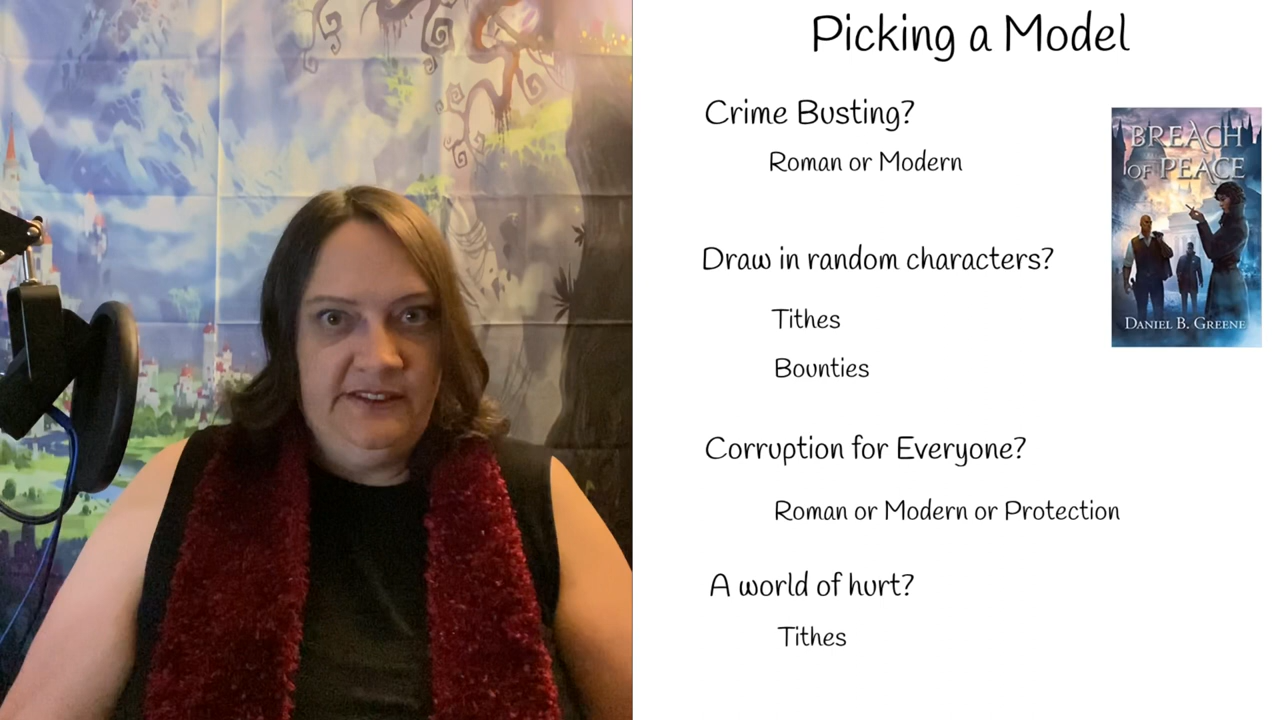 Picking a Model
Crime Busting?
Roman or Modern
Draw in random characters?
Tithes
Bounties
Corruption for Everyone?
Roman or Modern or Protection
A world of hurt?
Tithes
BREACH
OF PEACE
DANIEL B. GREENE